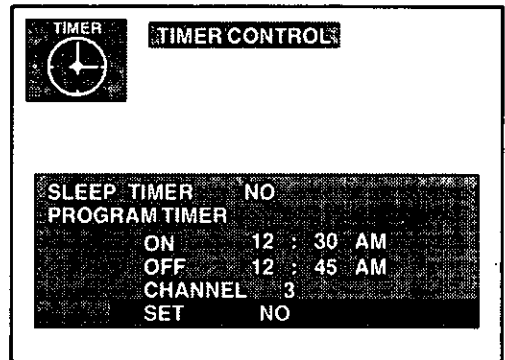 TIMER
TIMER CONTROL
SLEEP TIMER NO
PROGRAM TIMER
ON 12 : 30 AM
OFF 12 : 45 AM
CHANNEL 3
SET NO